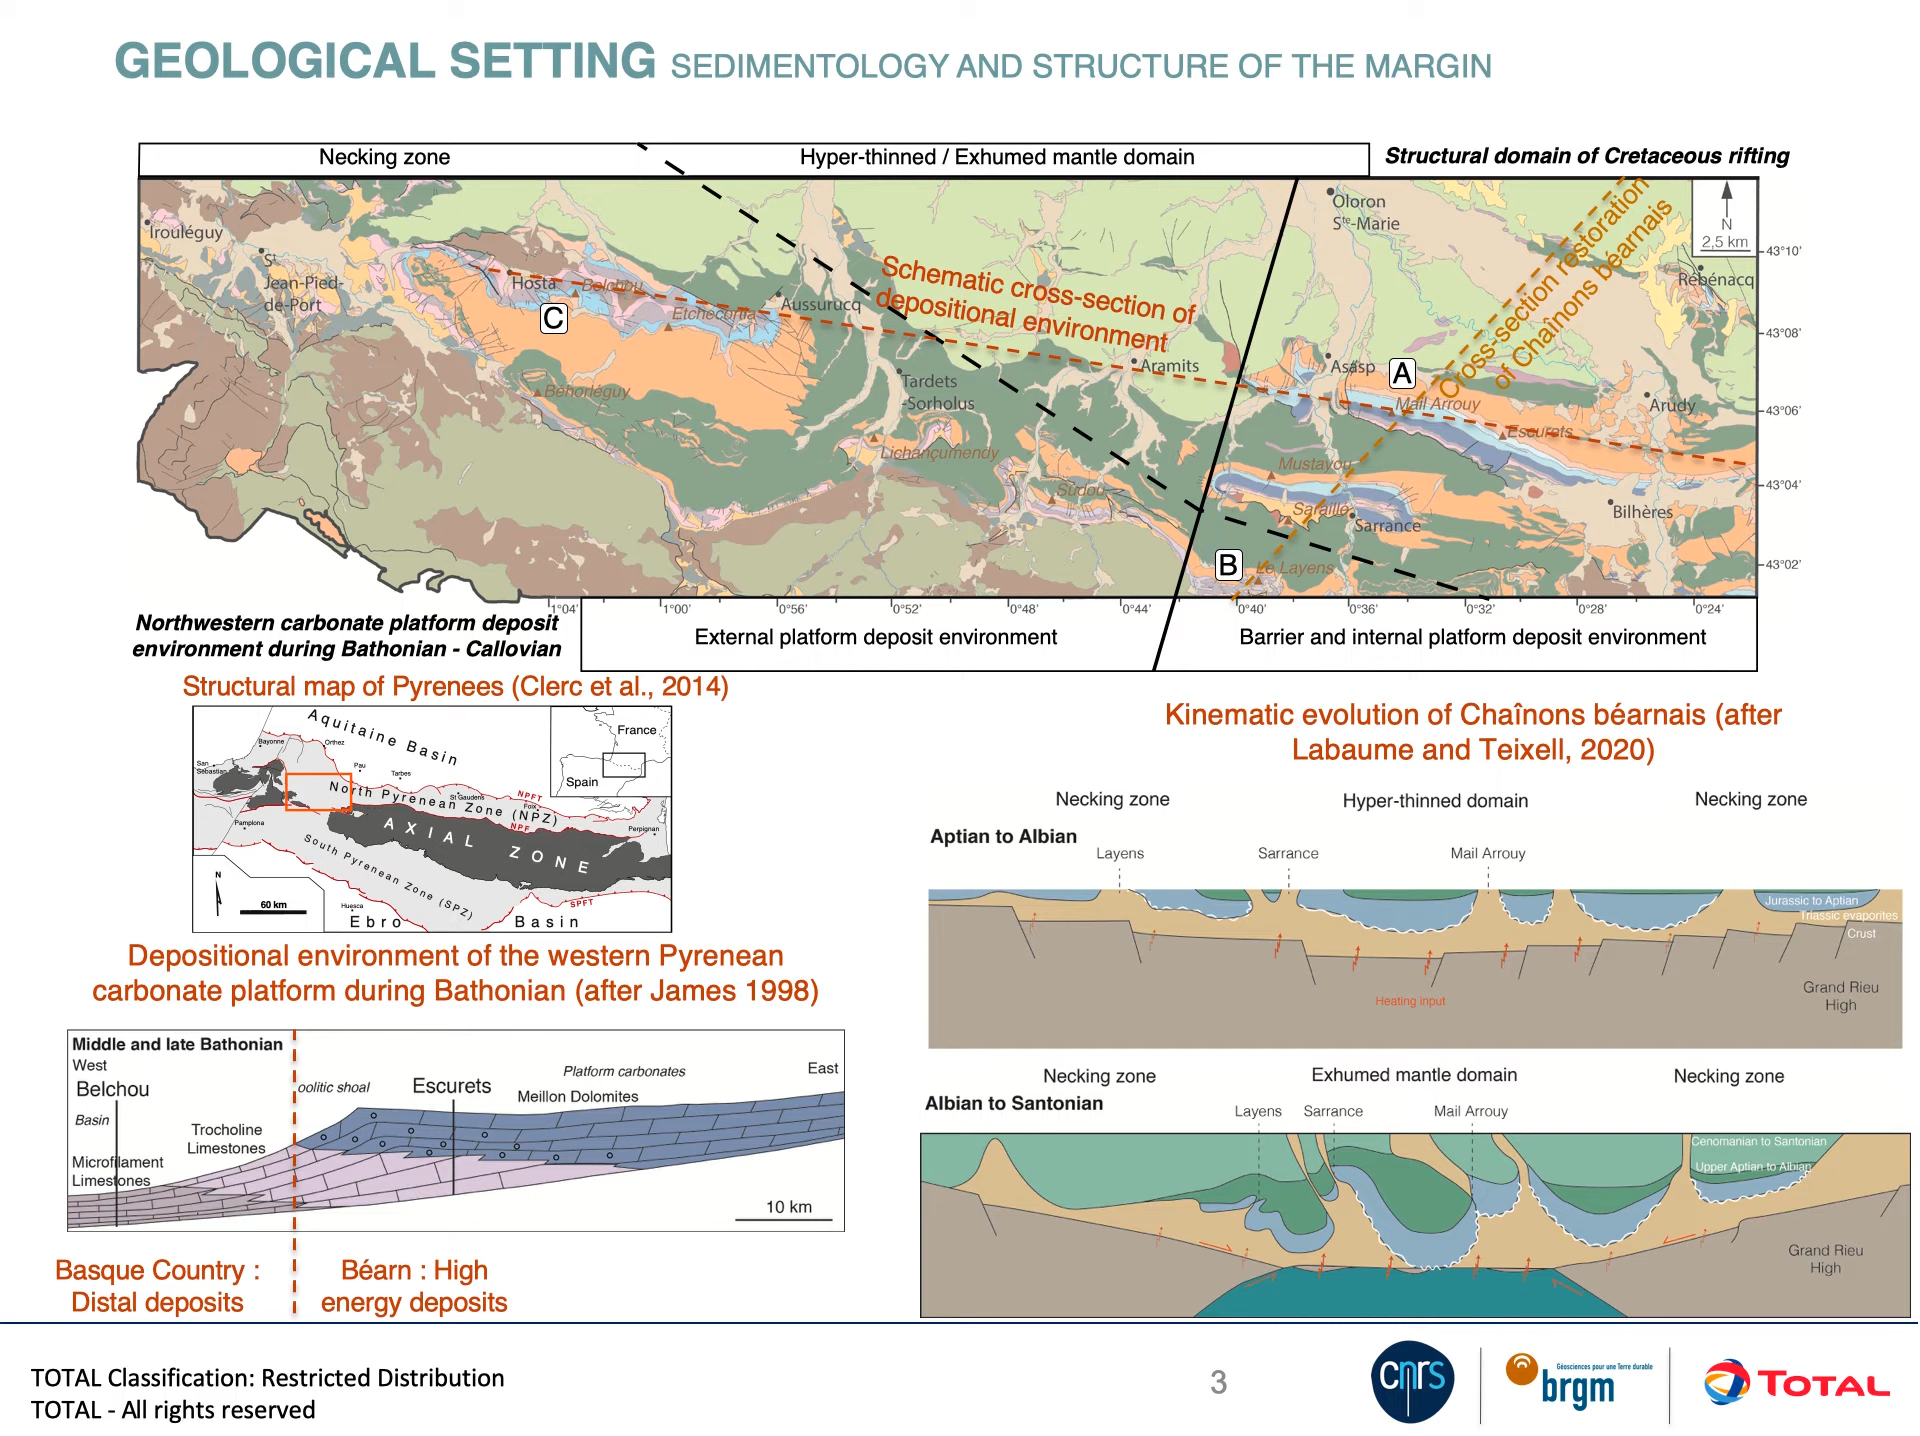 GEOLOGICAL SETTING SEDIMENTOLOGY AND STRUCTURE OF THE MARGIN
Necking zone
Hyper-thinned / Exhumed mantle domain
Structural domain of Cretaceous rifting
Irouléguy
St
Jean-Pied-
de-Port
Hosta
Belchou
C
Etchecortia
Aussurucq
Béhorléguy
Schematic cross-section of
depositional environment
Tardets
-Sorholus
Aramits
Lichançumendy
Sudou
Oloron
Ste-Marie
Asasp
A
Mail Arrouy
Cross-section restoration
of Chaînons béarnais
N
2,5 km
Rébénacq
Arudy
Escurets
Mustayou
Saraillé
Sarrance
Bilhères
B
Le Layens
43°10'
43°08'
43°06'
43°04'
43°02'
1°04'
1°00'
0°56'
0°52'
0°48'
0°44'
0°40'
0°36'
0°32'
0°28'
0°24'
Northwestern carbonate platform deposit
environment during Bathonian - Callovian
External platform deposit environment
Barrier and internal platform deposit environment
Structural map of Pyrenees (Clerc et al., 2014)
Aquitaine Basin
Bayonne
Orthez
San
Sebastian
Pau
Tarbes
France
Spain
North Pyrenean Zone (NPZ)
St Gaudens
NPFT
Foix
NPF
Perpignan
Pamplona
AXIAL ZONE
South Pyrenean Zone (SPZ)
N
60 km
Huesca
SPFT
Ebro Basin
Depositional environment of the western Pyrenean
carbonate platform during Bathonian (after James 1998)
Middle and late Bathonian
West
East
Belchou
oolitic shoal
Escurets
Platform carbonates
Meillon Dolomites
Basin
Trocholine
Limestones
Microfilament
Limestones
10 km
Basque Country :
Distal deposits
Béarn : High
energy deposits
Kinematic evolution of Chaînons béarnais (after
Labaume and Teixell, 2020)
Necking zone
Hyper-thinned domain
Necking zone
Aptian to Albian
Layens
Sarrance
Mail Arrouy
Jurassic to Aptian
Triassic evaporites
Crust
Grand Rieu
High
Heating input
Necking zone
Exhumed mantle domain
Necking zone
Albian to Santonian
Layens
Sarrance
Mail Arrouy
Cenomanian to Santonian
Upper Aptian to Albian
Grand Rieu
High
TOTAL Classification: Restricted Distribution
TOTAL - All rights reserved
3
cnrs
Géosciences pour une Terre durable
brgm
TOTAL